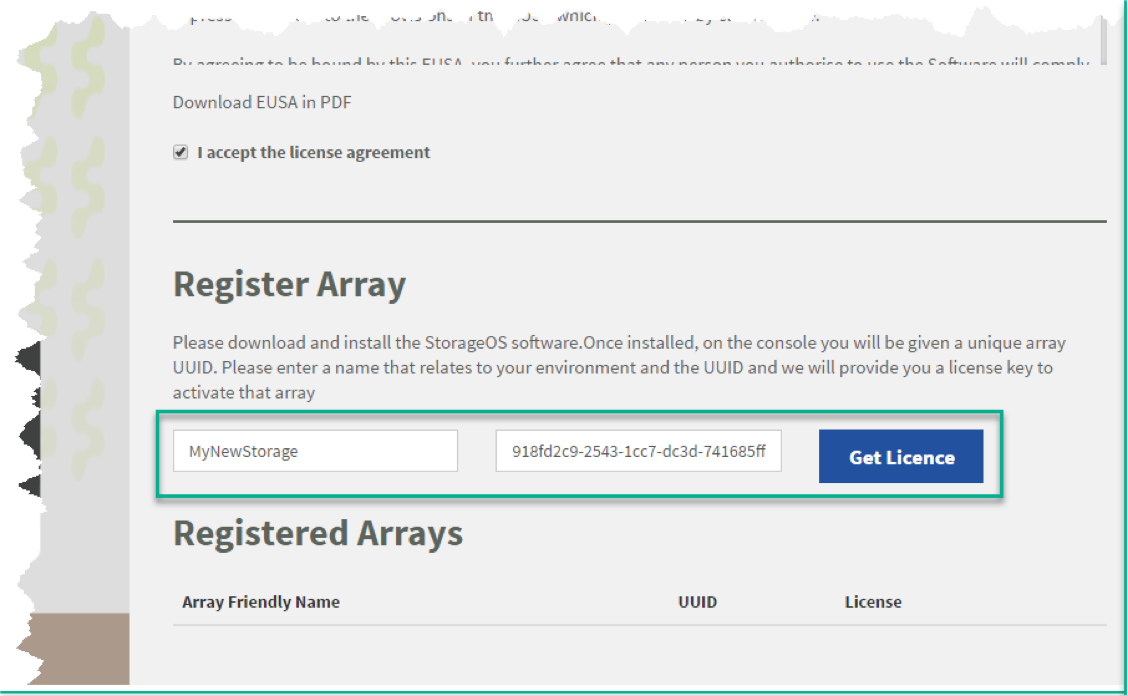 By agreeing to be bound by this EUSA, you further agree that any person you authorise to use the Software will comply
Download EUSA in PDF
I accept the license agreement
Register Array
Please download and install the StorageOS software.Once installed, on the console you will be given a unique array
UUID. Please enter a name that relates to your environment and the UUID and we will provide you a license key to
activate that array
MyNewStorage 918fd2c9-2543-1cc7-dc3d-741685ff Get Licence
Registered Arrays
Array Friendly Name UUID License